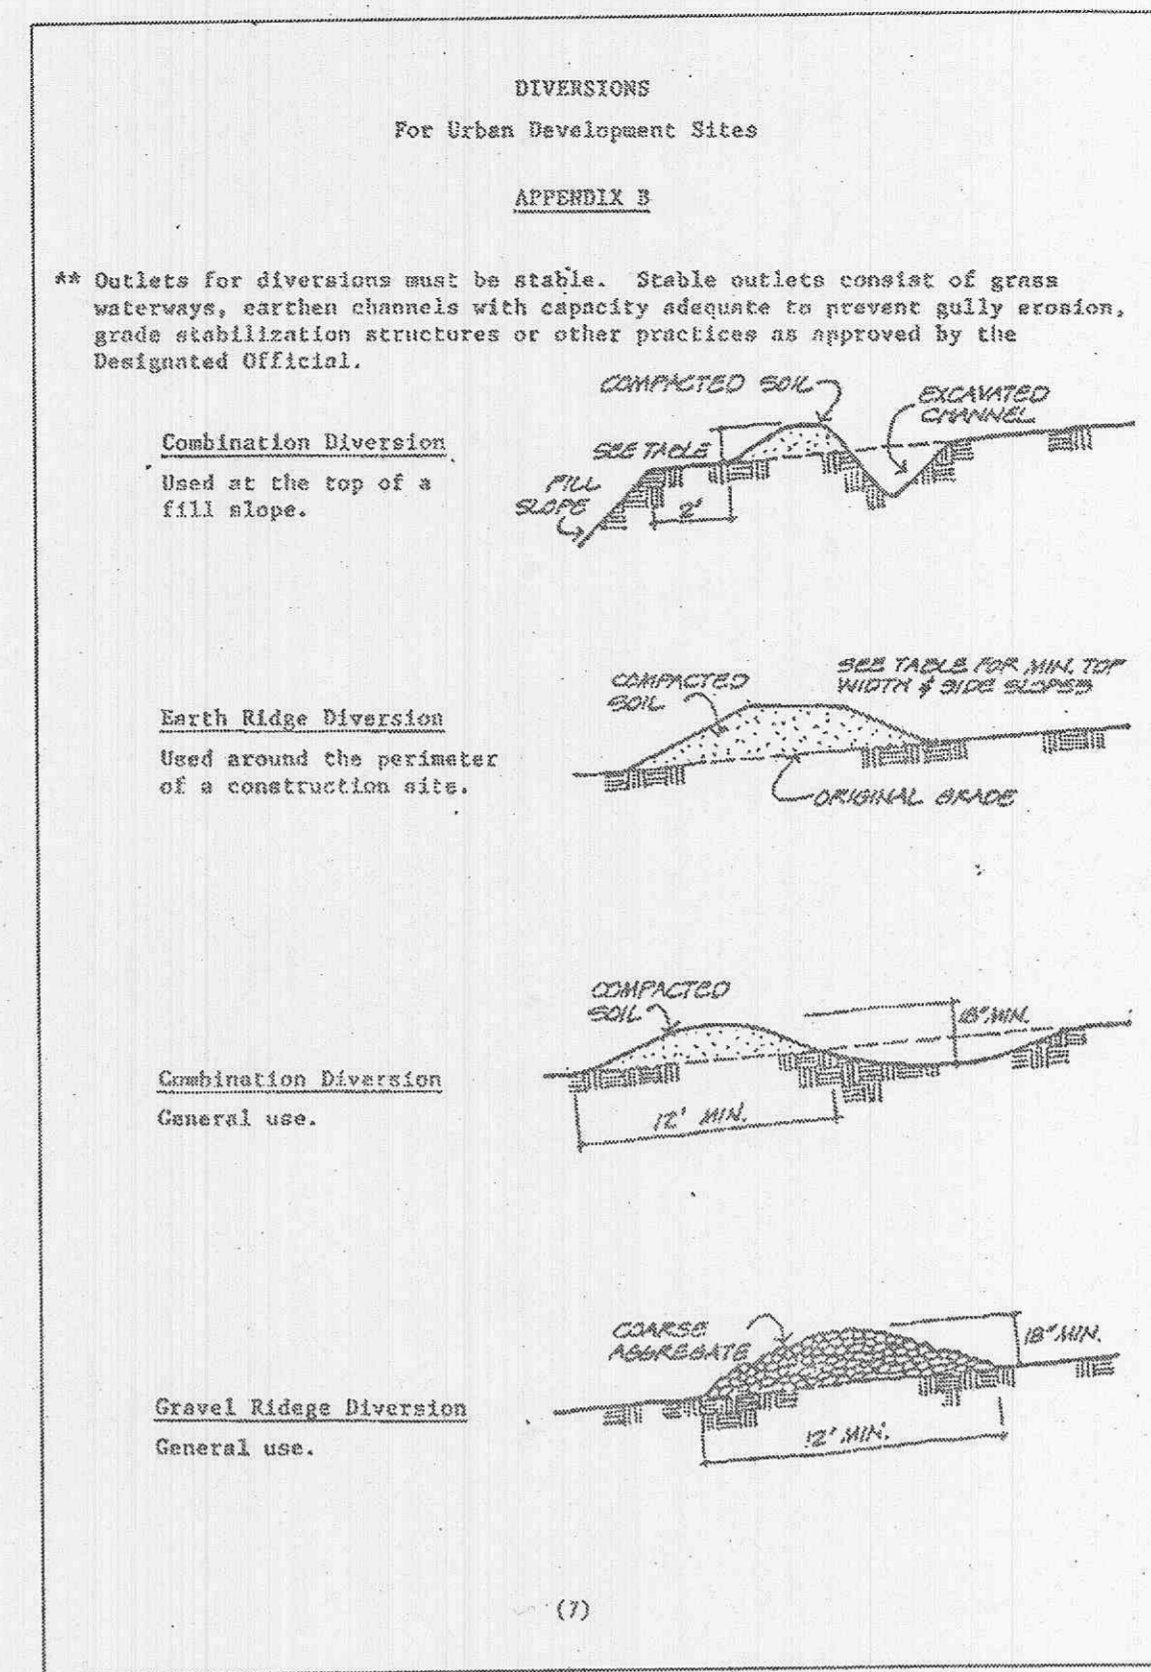 DIVERSIONS
For Urban Development Sites
APPENDIX B
** Outlets for diversions must be stable. Stable outlets consist of grass
waterways, earthen channels with capacity adequate to prevent gully erosion,
grade stabilization structures or other practices as approved by the
Designated Official.
Combination Diversion
Used at the top of a
fill slope.
COMPACTED SOIL
EXCAVATED
CHANNEL
SEE TABLE
FILL
SLOPE
2'
Earth Ridge Diversion
Used around the perimeter
of a construction site.
COMPACTED
SOIL
SEE TABLE FOR MIN. TOP
WIDTH & SIDE SLOPES
ORIGINAL GRADE
Combination Diversion
General use.
COMPACTED
SOIL
18" MIN.
12' MIN.
Gravel Ridege Diversion
General use.
COARSE
AGGREGATE
18" MIN.
12' MIN.
(7)